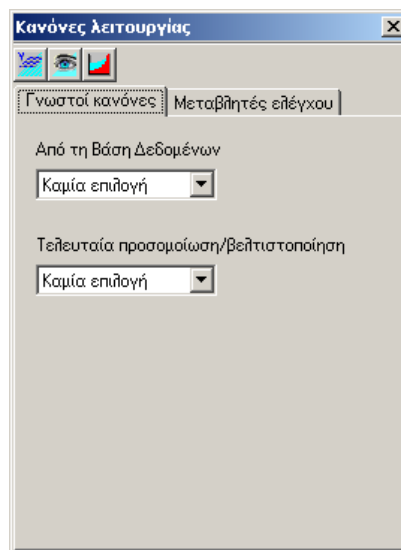 Κανόνες λειτουργίας
Γνωστοί κανόνες Μεταβλητές ελέγχου
Από τη Βάση Δεδομένων
Καμία επιλογή
Τελευταία προσομοίωση/βελτιστοποίηση
Καμία επιλογή